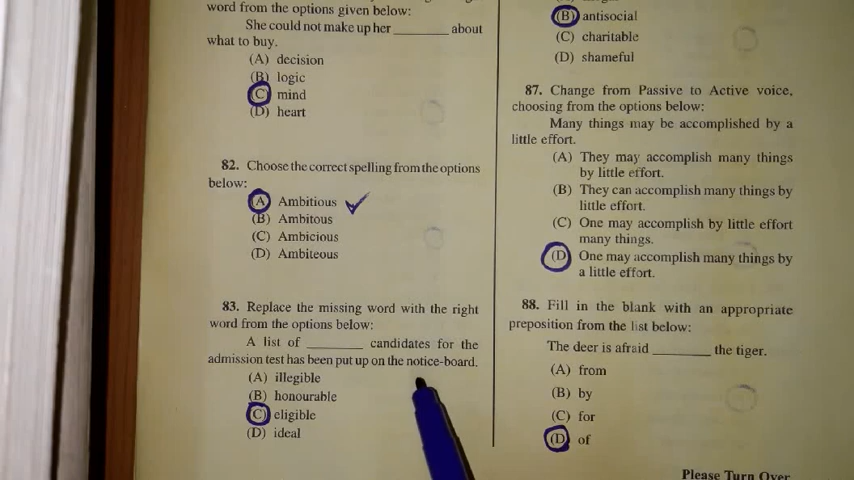 word from the options given below:
She could not make up her ________ about
what to buy.
(A) decision
(B) logic
(C) mind
(D) heart
82. Choose the correct spelling from the options
below:
(A) Ambitious
(B) Ambitous
(C) Ambicious
(D) Ambiteous
83. Replace the missing word with the right
word from the options below:
A list of ________ candidates for the
admission test has been put up on the notice-board.
(A) illegible
(B) honourable
(C) eligible
(D) ideal
(B) antisocial
(C) charitable
(D) shameful
87. Change from Passive to Active voice,
choosing from the options below:
Many things may be accomplished by a
little effort.
(A) They may accomplish many things
by little effort.
(B) They can accomplish many things by
little effort.
(C) One may accomplish by little effort
many things.
(D) One may accomplish many things by
a little effort.
88. Fill in the blank with an appropriate
preposition from the list below:
The deer is afraid ________ the tiger.
(A) from
(B) by
(C) for
(D) of
Please Turn Over